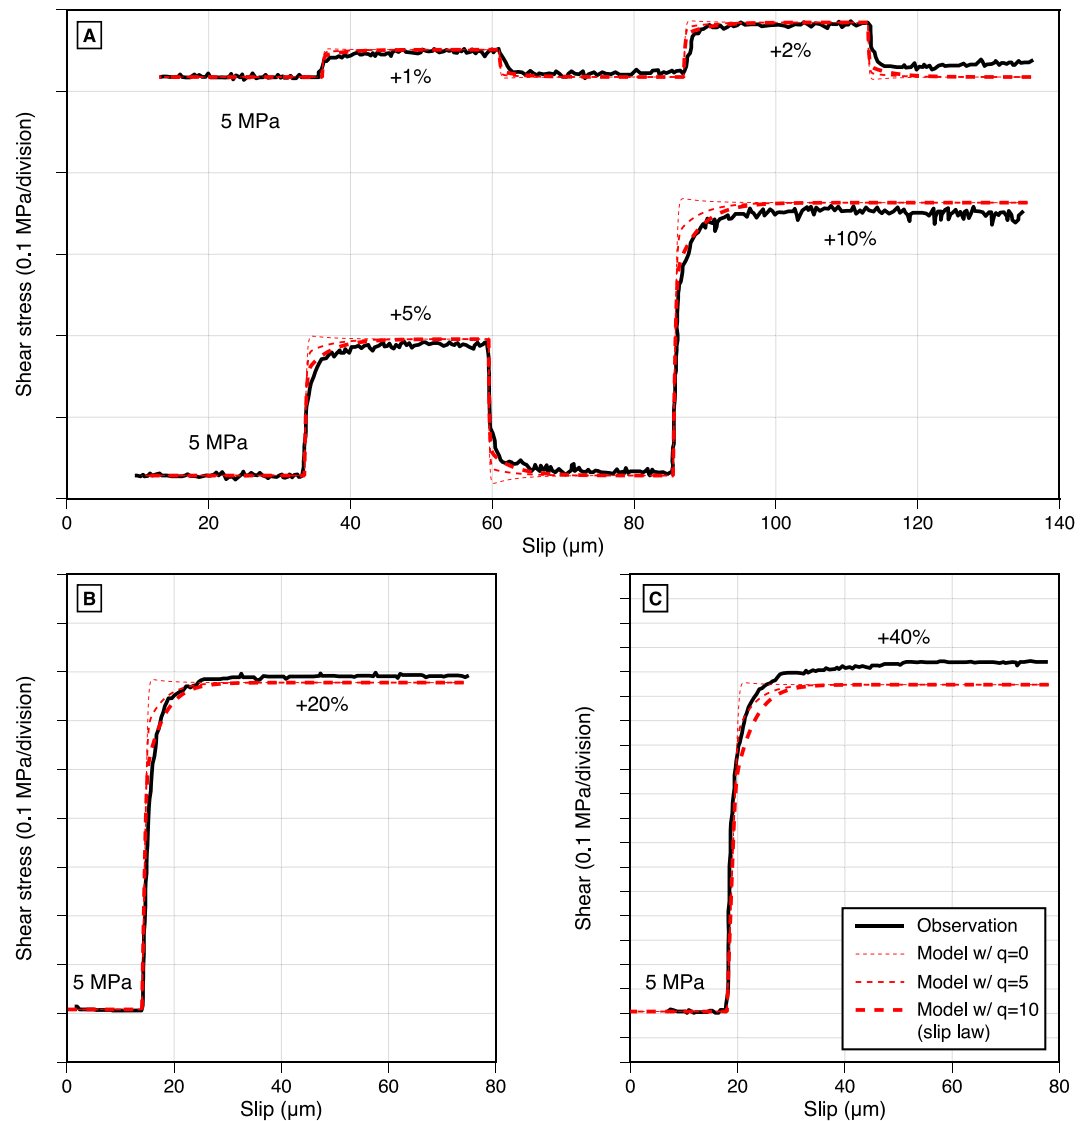 A
+1%
+2%
5 MPa
+10%
+5%
5 MPa
Shear stress (0.1 MPa/division)
0 20 40 60 80 100 120 140
Slip (µm)
B
+20%
5 MPa
Shear stress (0.1 MPa/division)
0 20 40 60 80
Slip (µm)
C
+40%
5 MPa
Shear (0.1 MPa/division)
Observation
Model w/ q=0
Model w/ q=5
Model w/ q=10
(slip law)
0 20 40 60 80
Slip (µm)